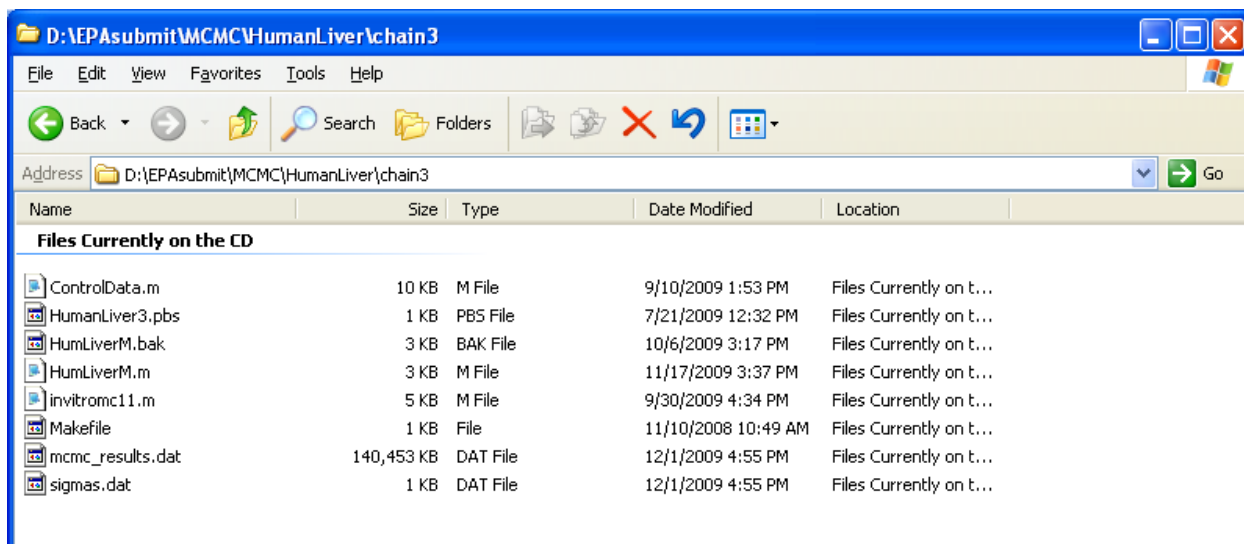 D:\EPAsubmit\MCMC\HumanLiver\chain3
File Edit View Favorites Tools Help
Back Search Folders
Address D:\EPAsubmit\MCMC\HumanLiver\chain3 Go
Name Size Type Date Modified Location
Files Currently on the CD
ControlData.m 10 KB M File 9/10/2009 1:53 PM Files Currently on t...
HumanLiver3.pbs 1 KB PBS File 7/21/2009 12:32 PM Files Currently on t...
HumLiverM.bak 3 KB BAK File 10/6/2009 3:17 PM Files Currently on t...
HumLiverM.m 3 KB M File 11/17/2009 3:37 PM Files Currently on t...
invitromc11.m 5 KB M File 9/30/2009 4:34 PM Files Currently on t...
Makefile 1 KB File 11/10/2008 10:49 AM Files Currently on t...
mcmc_results.dat 140,453 KB DAT File 12/1/2009 4:55 PM Files Currently on t...
sigmas.dat 1 KB DAT File 12/1/2009 4:55 PM Files Currently on t...